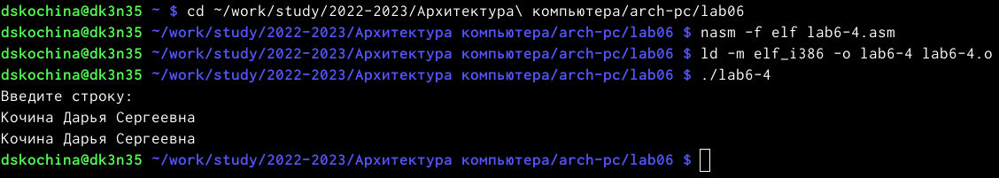 dskochina@dk3n35 ~ $ cd ~/work/study/2022-2023/Архитектура\ компьютера/arch-pc/lab06
dskochina@dk3n35 ~/work/study/2022-2023/Архитектура компьютера/arch-pc/lab06 $ nasm -f elf lab6-4.asm
dskochina@dk3n35 ~/work/study/2022-2023/Архитектура компьютера/arch-pc/lab06 $ ld -m elf_i386 -o lab6-4 lab6-4.o
dskochina@dk3n35 ~/work/study/2022-2023/Архитектура компьютера/arch-pc/lab06 $ ./lab6-4
Введите строку:
Кочина Дарья Сергеевна
Кочина Дарья Сергеевна
dskochina@dk3n35 ~/work/study/2022-2023/Архитектура компьютера/arch-pc/lab06 $